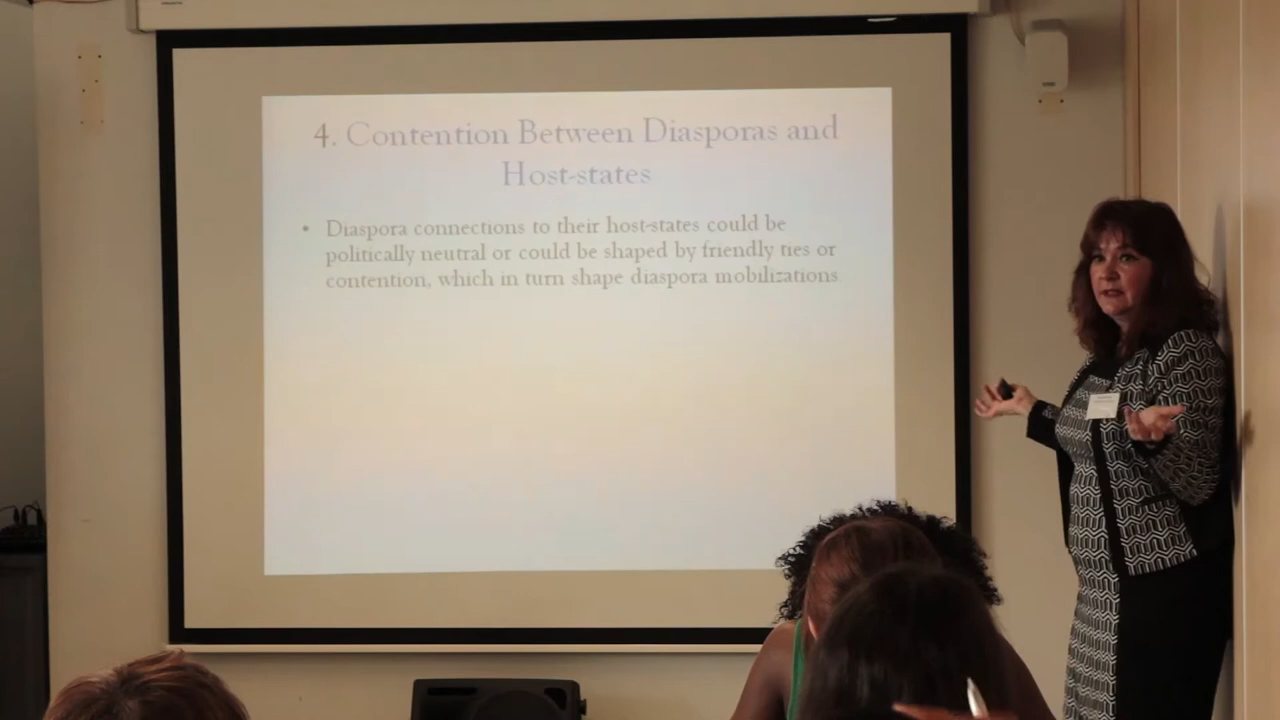 4. Contention Between Diasporas and
Host-states
• Diaspora connections to their host-states could be
politically neutral or could be shaped by friendly ties or
contention, which in turn shape diaspora mobilizations